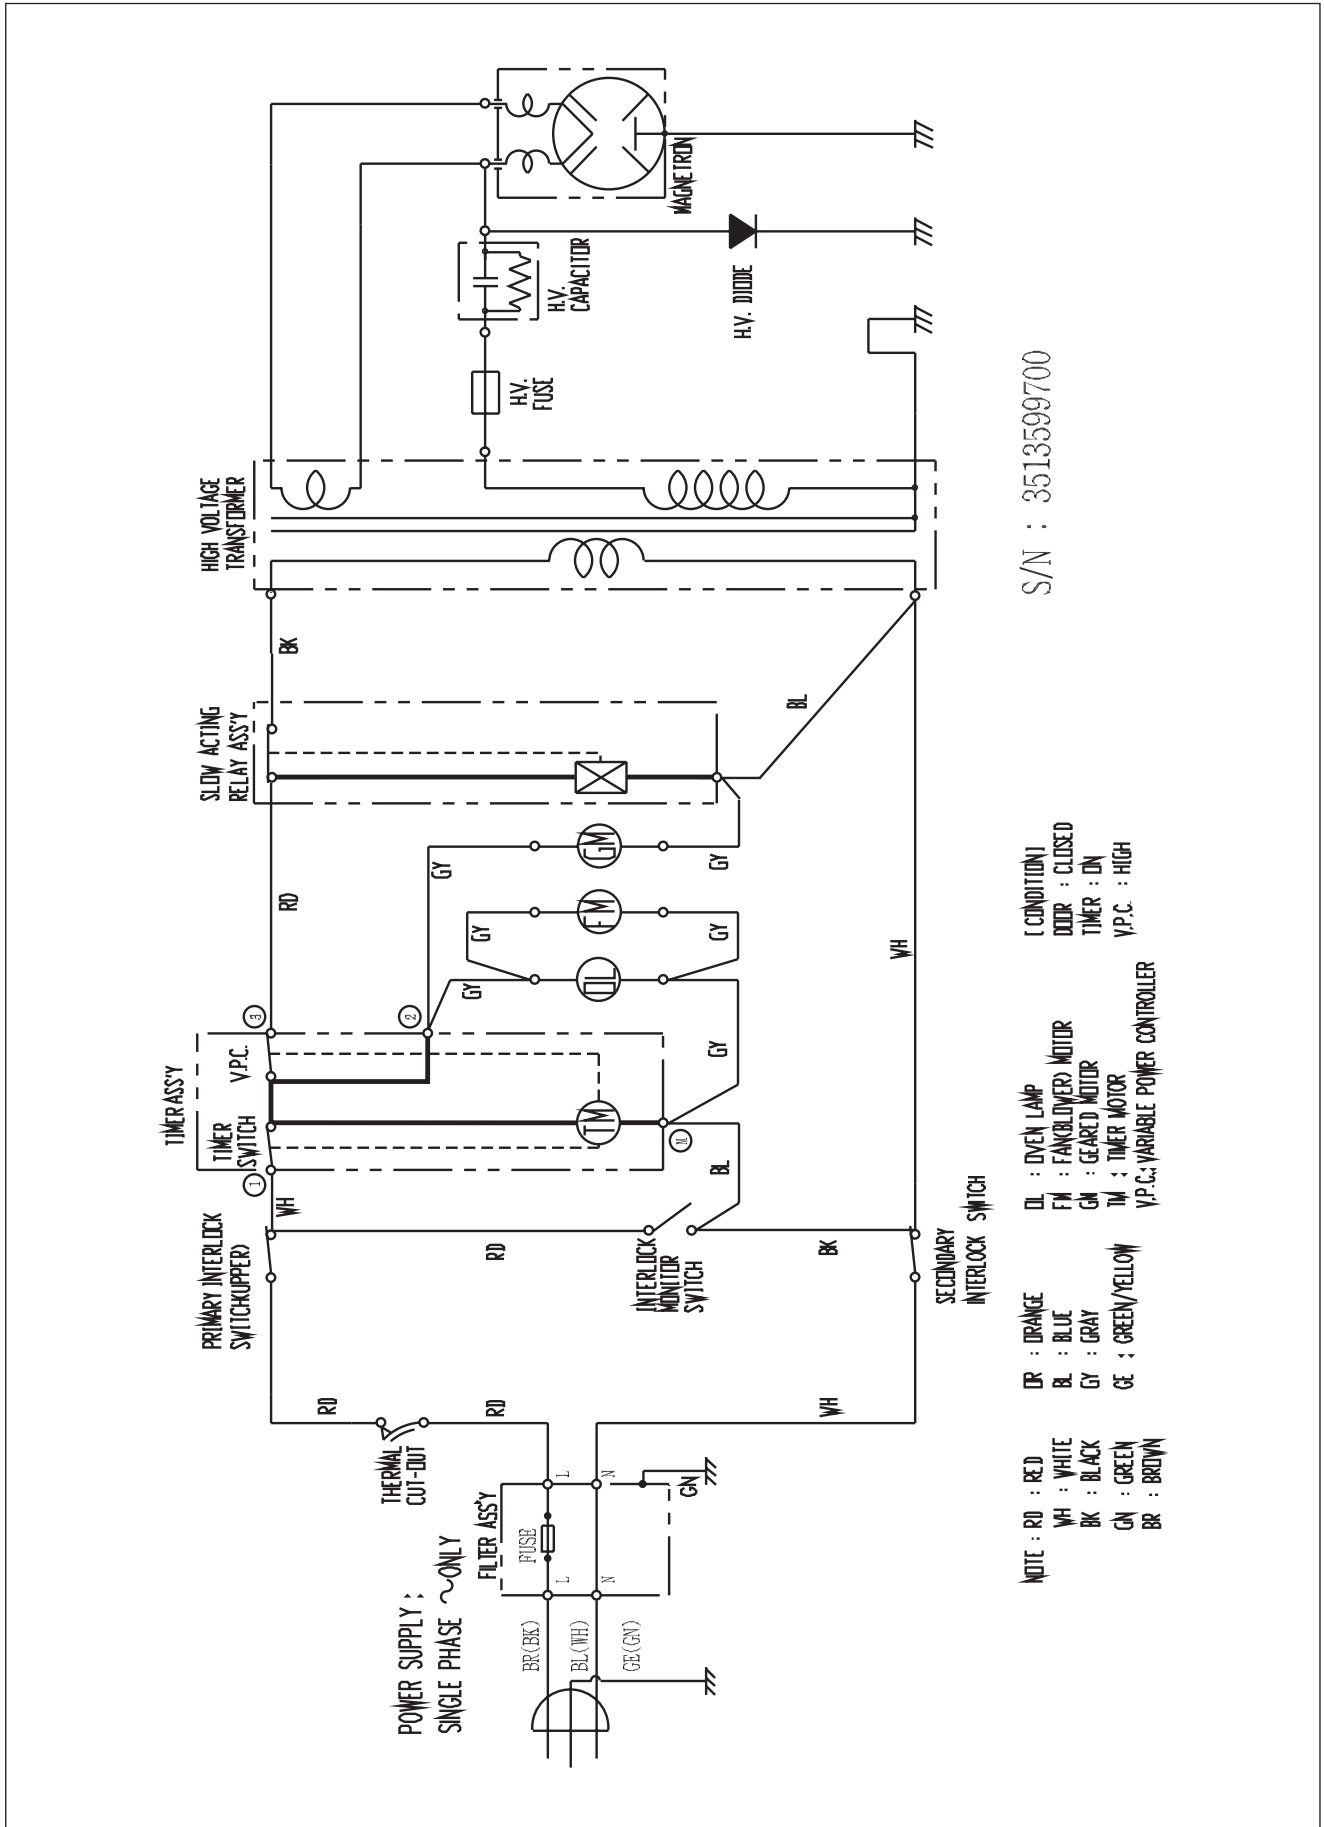 POWER SUPPLY :
SINGLE PHASE ~ ONLY
BR(BK)
BL(WH)
GE(GN)
FILTER ASS'Y
FUSE
L
N
L
N
GN
THERMAL
CUT-OUT
RD
RD
WH
PRIMARY INTERLOCK
SWITCH(UPPER)
WH
RD
INTERLOCK
MONITOR
SWITCH
BK
BL
SECONDARY
INTERLOCK SWITCH
TIMER ASS'Y
1
TIMER
SWITCH
V.P.C.
3
2
TM
N
GY
GY
GY
GY
GY
GY
OL
FM
GM
RD
WH
SLOW ACTING
RELAY ASS'Y
BL
BK
HIGH VOLTAGE
TRANSFORMER
H.V.
FUSE
H.V.
CAPACITOR
H.V. DIODE
MAGNETRON
S/N : 3513599700
NOTE : RD : RED
WH : WHITE
BK : BLACK
GN : GREEN
BR : BROWN
OR : ORANGE
BL : BLUE
GY : GRAY
GE : GREEN/YELLOW
OL : OVEN LAMP
FM : FAN(BLOWER) MOTOR
GM : GEARED MOTOR
TM : TIMER MOTOR
V.P.C.: VARIABLE POWER CONTROLLER
[CONDITION]
DOOR : CLOSED
TIMER : ON
V.P.C. : HIGH